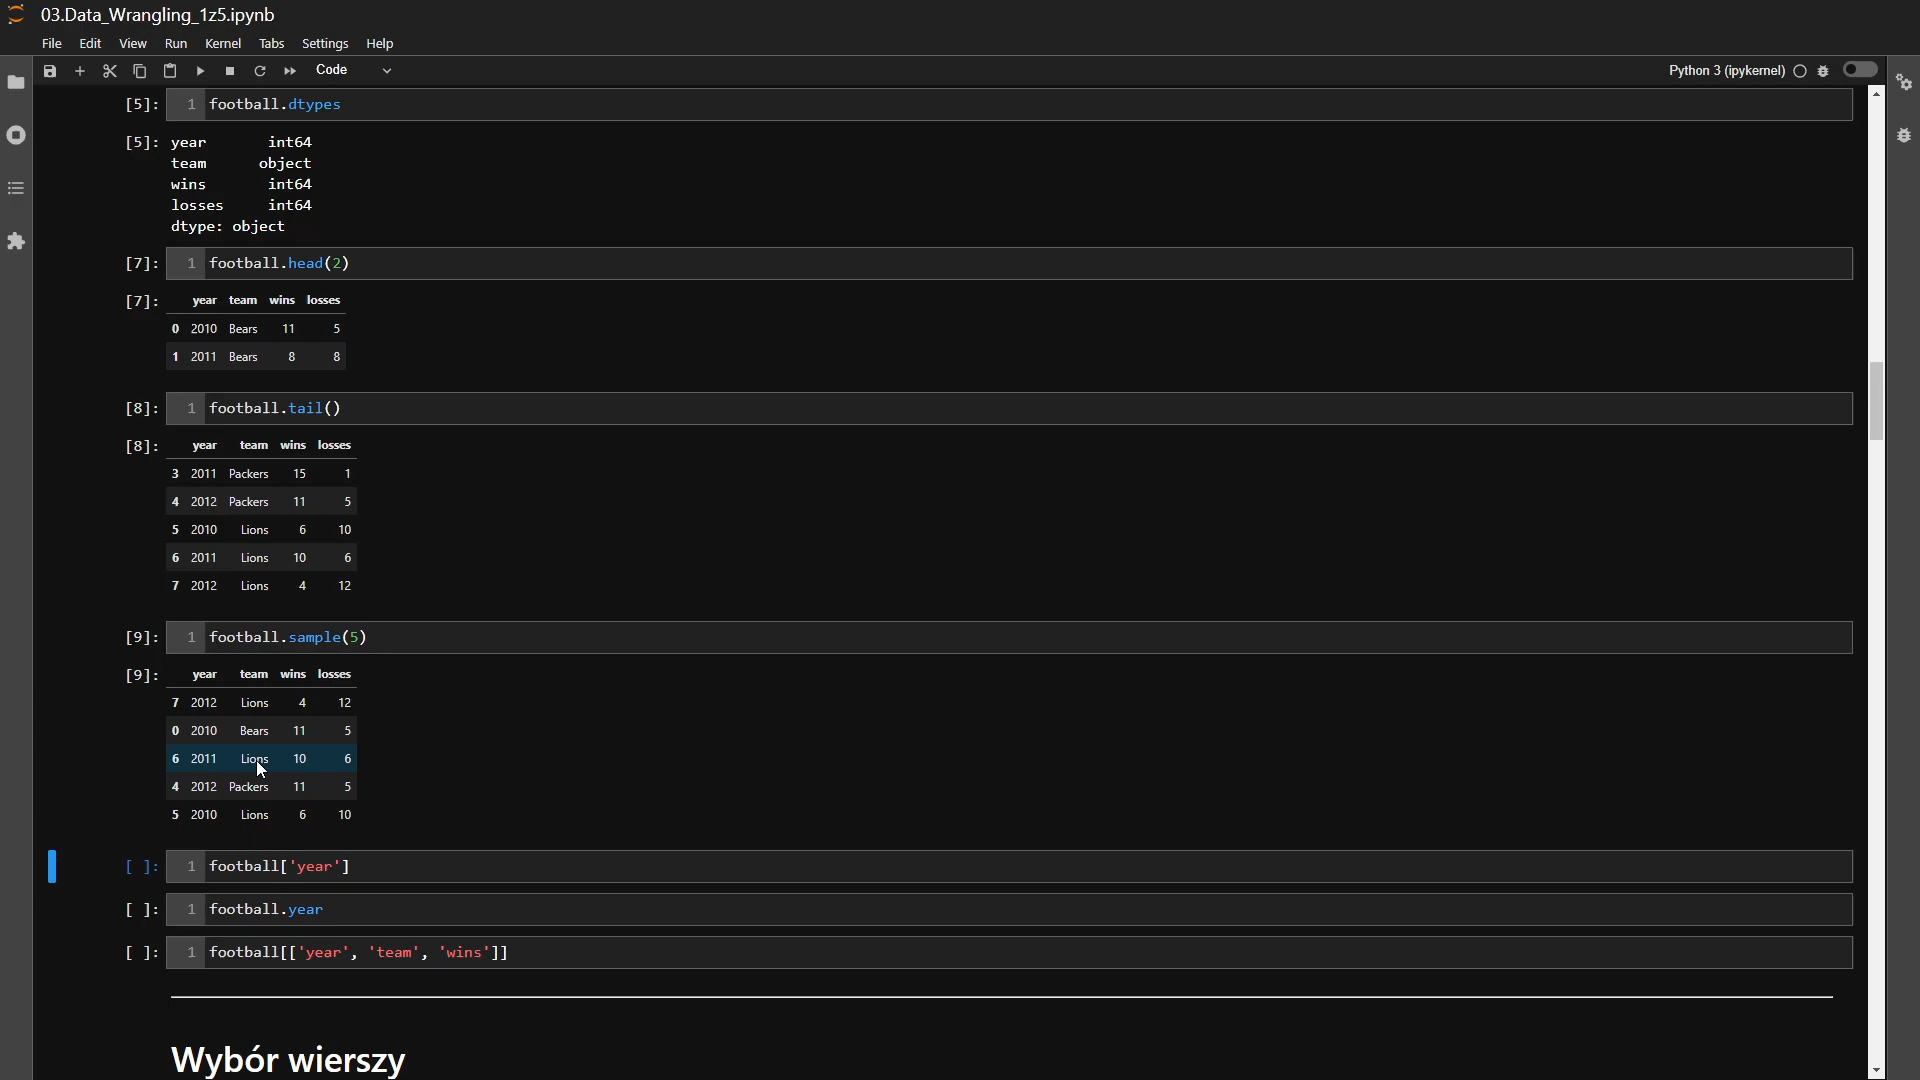 03.Data_Wrangling_1z5.ipynb
File Edit View Run Kernel Tabs Settings Help
Code
Python 3 (ipykernel)
[5]: 1 football.dtypes
[5]: year int64
team object
wins int64
losses int64
dtype: object
[7]: 1 football.head(2)
[7]: year team wins losses
0 2010 Bears 11 5
1 2011 Bears 8 8
[8]: 1 football.tail()
[8]: year team wins losses
3 2011 Packers 15 1
4 2012 Packers 11 5
5 2010 Lions 6 10
6 2011 Lions 10 6
7 2012 Lions 4 12
[9]: 1 football.sample(5)
[9]: year team wins losses
7 2012 Lions 4 12
0 2010 Bears 11 5
6 2011 Lions 10 6
4 2012 Packers 11 5
5 2010 Lions 6 10
[ ]: 1 football['year']
[ ]: 1 football.year
[ ]: 1 football[['year', 'team', 'wins']]
Wybór wierszy